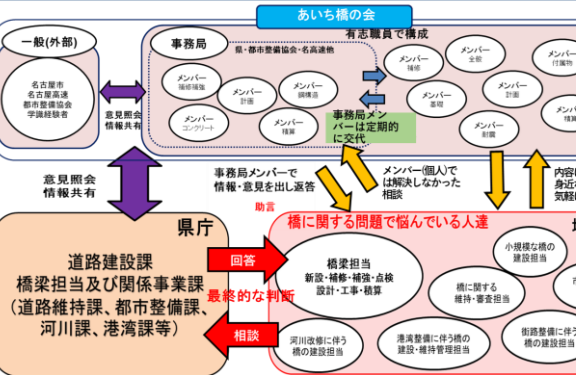 あいち橋の会
一般(外部)
名古屋市
名古屋高速
都市整備協会
学識経験者
意見照会
情報共有
事務局
県・都市整備協会・名高速他
メンバー
補修補強
メンバー
計画
メンバー
鋼構造
メンバー
コンクリート
メンバー
積算
有志職員で構成
メンバー
補修
メンバー
全般
メンバー
付属物
メンバー
基礎
メンバー
計画
メンバー
積算
メンバー
耐震
事務局メン
バーは定期的
に交代
意見照会
情報共有
事務局メンバーで
情報・意見を出し返答
助言
メンバー(個人)で
は解決しなかった
相談
内容
身近
気軽
県庁
道路建設課
橋梁担当及び関係事業課
(道路維持課、都市整備課、
河川課、港湾課等)
回答
最終的な判断
相談
橋に関する問題で悩んでいる人達
橋梁担当
新設・補修・補強・点検
設計・工事・積算
小規模な橋の
建設担当
橋に関する
維持・審査担当
河川改修に伴う
橋の建設担当
港湾整備に伴う橋の
建設・維持管理担当
街路整備に伴う
橋の建設担当